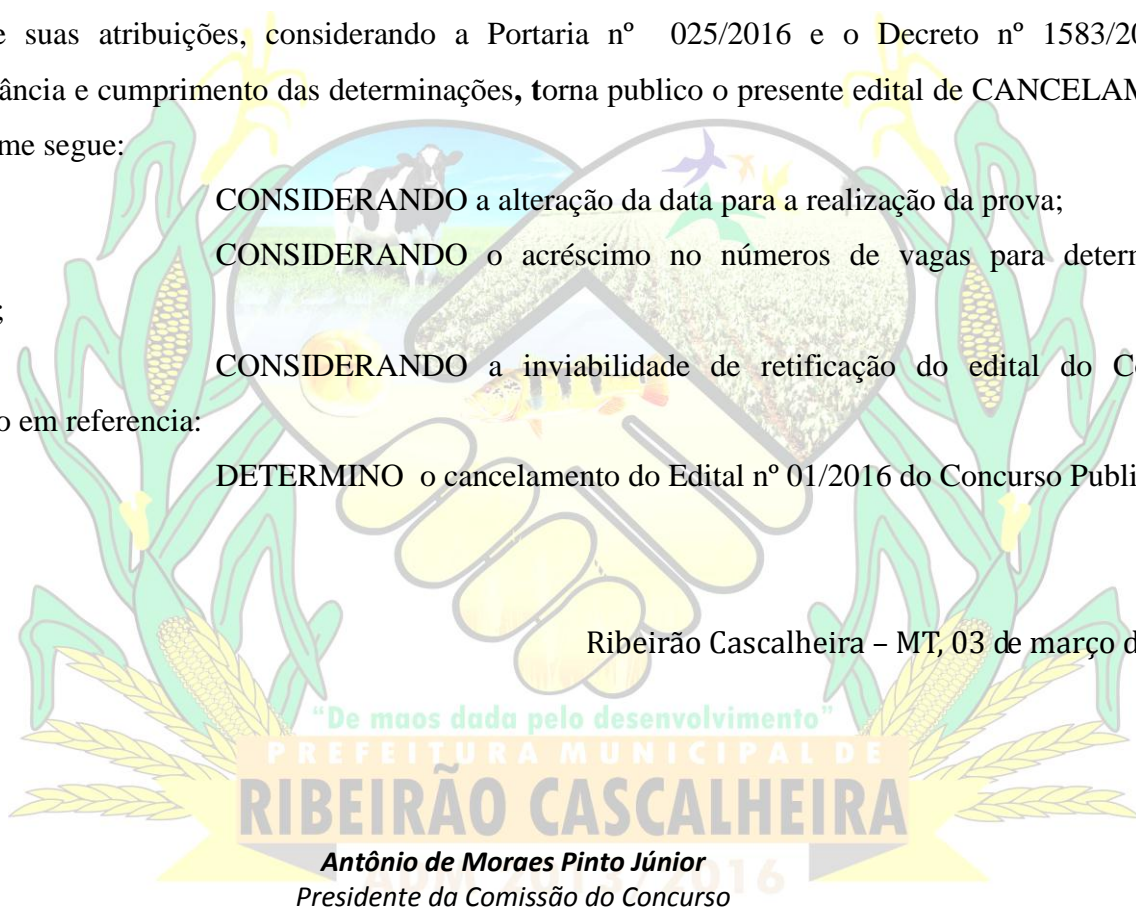 e suas atribuições, considerando a Portaria nº 025/2016 e o Decreto nº 1583/20
ância e cumprimento das determinações, torna publico o presente edital de CANCELAM
me segue:
CONSIDERANDO a alteração da data para a realização da prova;
CONSIDERANDO o acréscimo no números de vagas para determ
;
CONSIDERANDO a inviabilidade de retificação do edital do C
o em referencia:
DETERMINO o cancelamento do Edital nº 01/2016 do Concurso Publi
Ribeirão Cascalheira – MT, 03 de março d
“De maos dada pelo desenvolvimento”
PREFEITURA MUNICIPAL DE
RIBEIRÃO CASCALHEIRA
Antônio de Moraes Pinto Júnior
ADM 2013/2016
Presidente da Comissão do Concurso